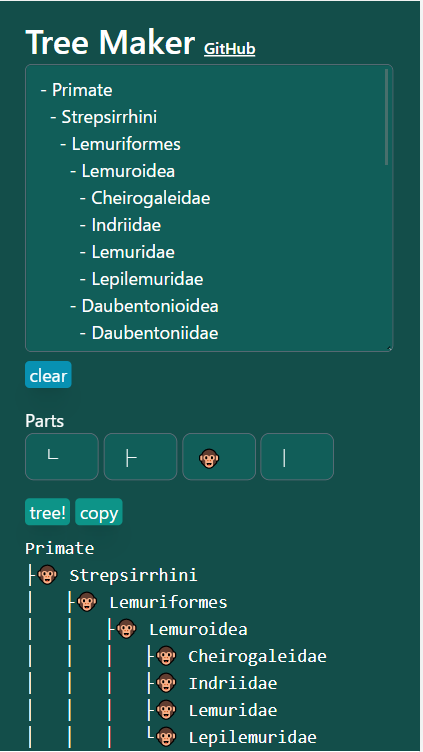 Tree Maker GitHub
- Primate
- Strepsirrhini
- Lemuriformes
- Lemuroidea
- Cheirogaleidae
- Indriidae
- Lemuridae
- Lepilemuridae
- Daubentonioidea
- Daubentoniidae
clear
Parts
└ ├ 🐵 │
tree! copy
Primate
├🐵 Strepsirrhini
│ ├🐵 Lemuriformes
│ │ ├🐵 Lemuroidea
│ │ │ ├🐵 Cheirogaleidae
│ │ │ ├🐵 Indriidae
│ │ │ ├🐵 Lemuridae
│ │ │ └🐵 Lepilemuridae